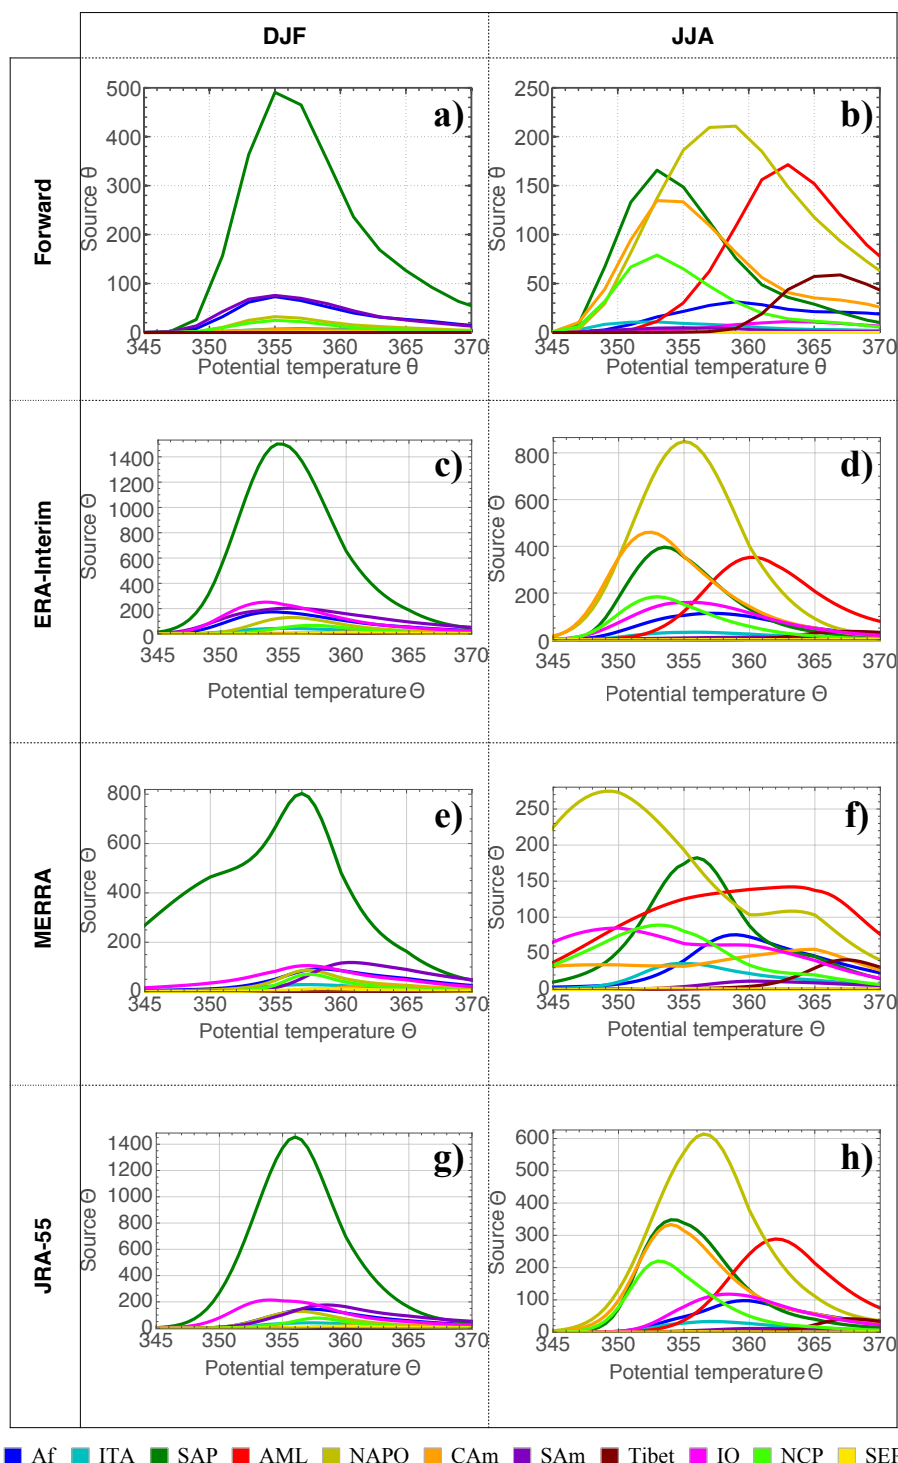 DJF JJA
Forward
a)
Source θ
500
400
300
200
100
0
345 350 355 360 365 370
Potential temperature θ
b)
Source θ
250
200
150
100
50
0
345 350 355 360 365 370
Potential temperature θ
ERA-Interim
c)
Source Θ
1400
1200
1000
800
600
400
200
0
345 350 355 360 365 370
Potential temperature Θ
d)
Source Θ
800
600
400
200
0
345 350 355 360 365 370
Potential temperature Θ
MERRA
e)
Source Θ
800
600
400
200
0
345 350 355 360 365 370
Potential temperature Θ
f)
Source Θ
250
200
150
100
50
0
345 350 355 360 365 370
Potential temperature Θ
JRA-55
g)
Source Θ
1400
1200
1000
800
600
400
200
0
345 350 355 360 365 370
Potential temperature Θ
h)
Source Θ
600
500
400
300
200
100
0
345 350 355 360 365 370
Potential temperature Θ
Af ITA SAP AML NAPO CAm SAm Tibet IO NCP